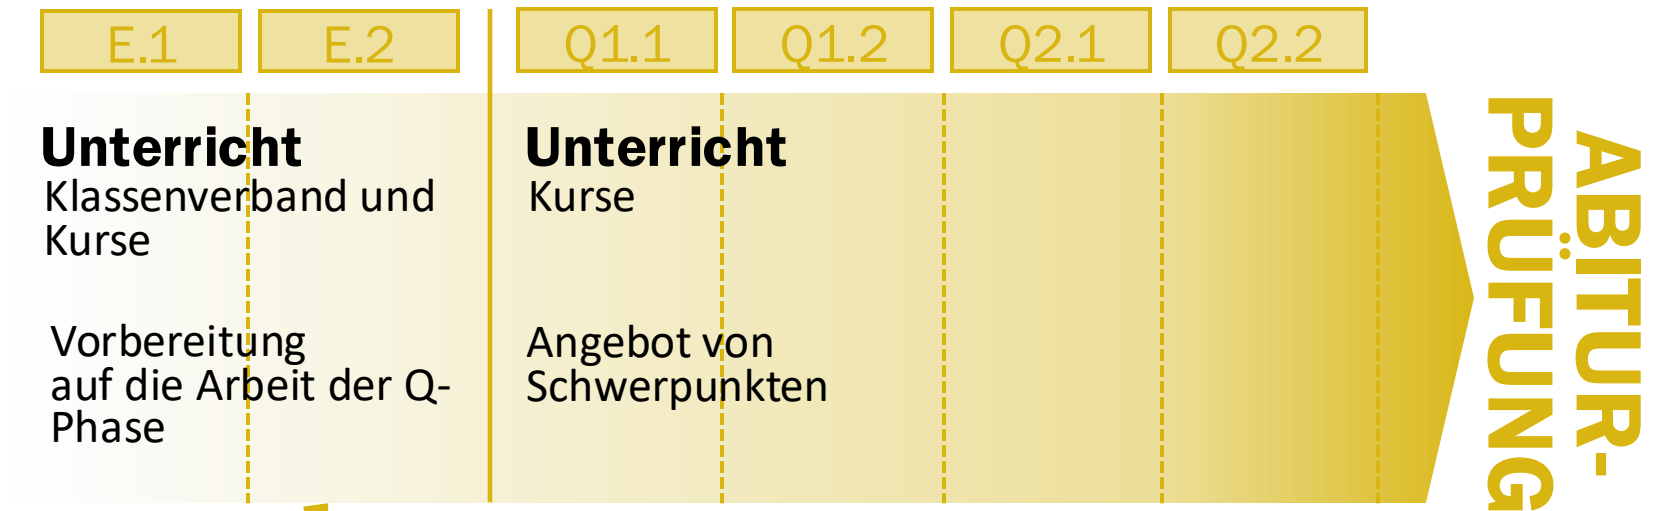 E.1
E.2
Q1.1
Q1.2
Q2.1
Q2.2
Unterricht
Klassenverband und
Kurse
Vorbereitung
auf die Arbeit der Q-
Phase
Unterricht
Kurse
Angebot von
Schwerpunkten
ABITUR-
PRÜFUNG